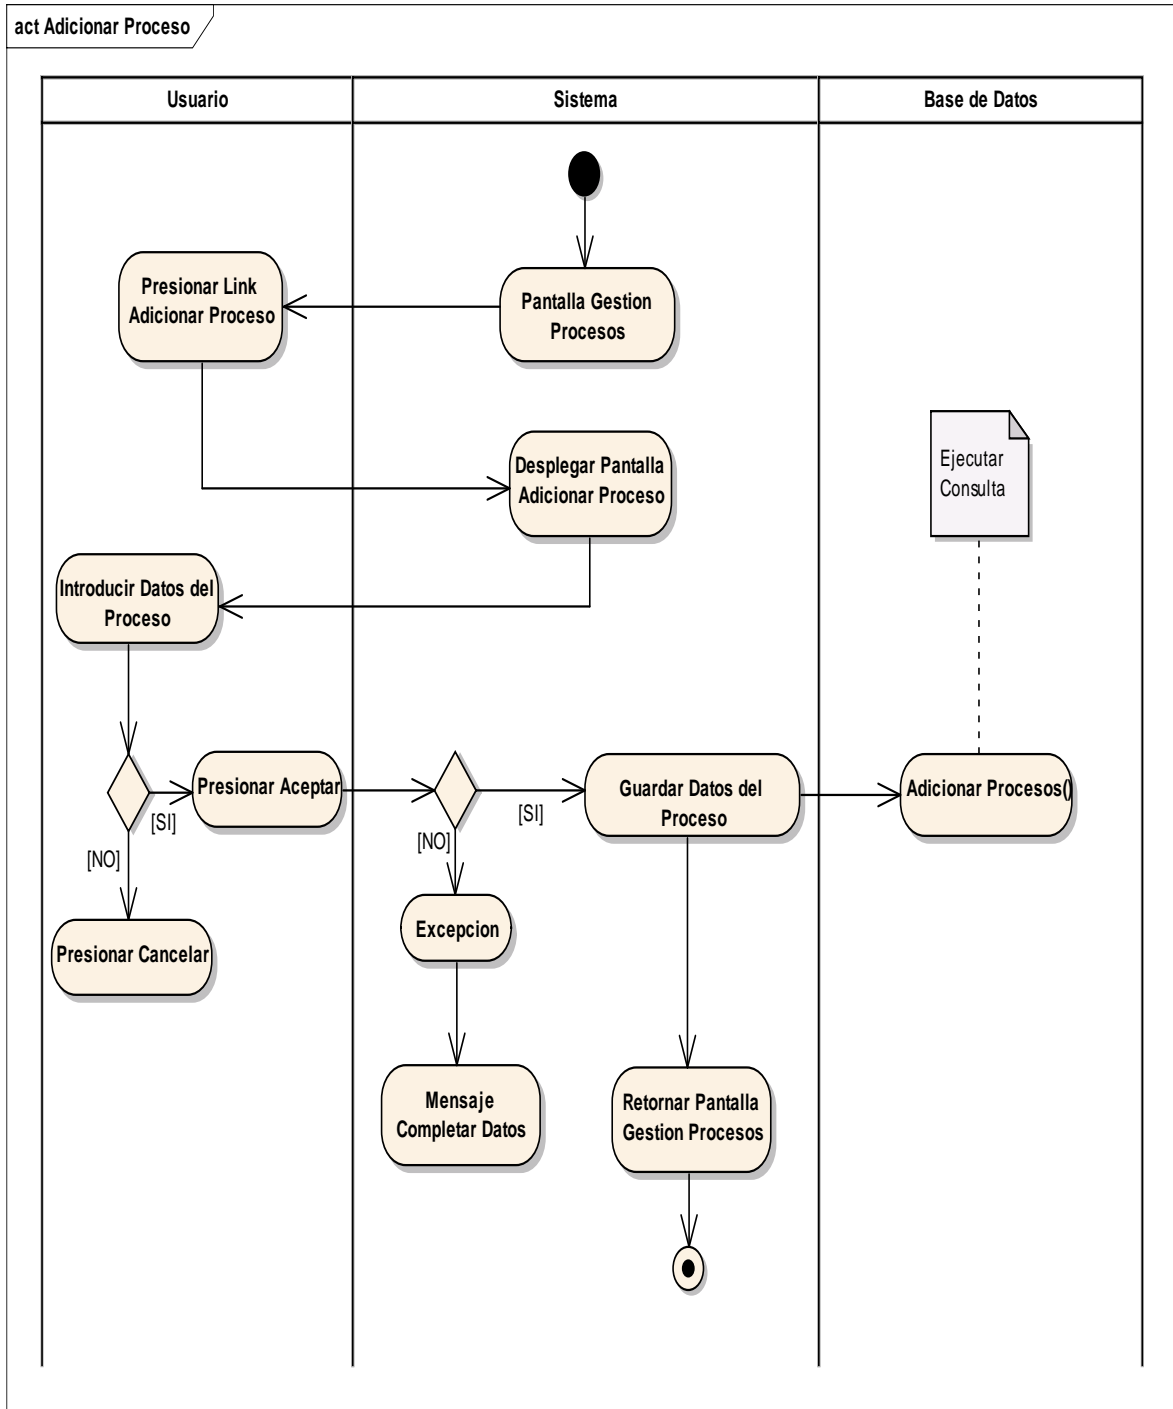 act Adicionar Proceso
Usuario
Sistema
Base de Datos
Presionar Link
Adicionar Proceso
Pantalla Gestion
Procesos
Desplegar Pantalla
Adicionar Proceso
Ejecutar
Consulta
Introducir Datos del
Proceso
Presionar Aceptar
[SI]
[NO]
Guardar Datos del
Proceso
[SI]
[NO]
Adicionar Procesos()
Presionar Cancelar
Excepcion
Mensaje
Completar Datos
Retornar Pantalla
Gestion Procesos